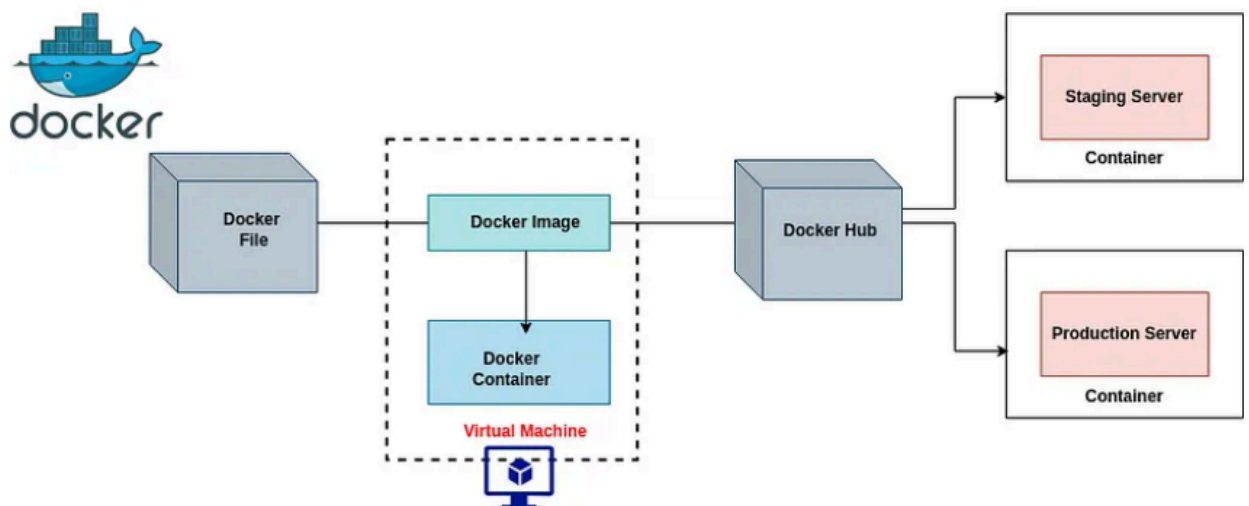 docker
Docker
File
Docker Image
Docker
Container
Virtual Machine
Docker Hub
Staging Server
Container
Production Server
Container